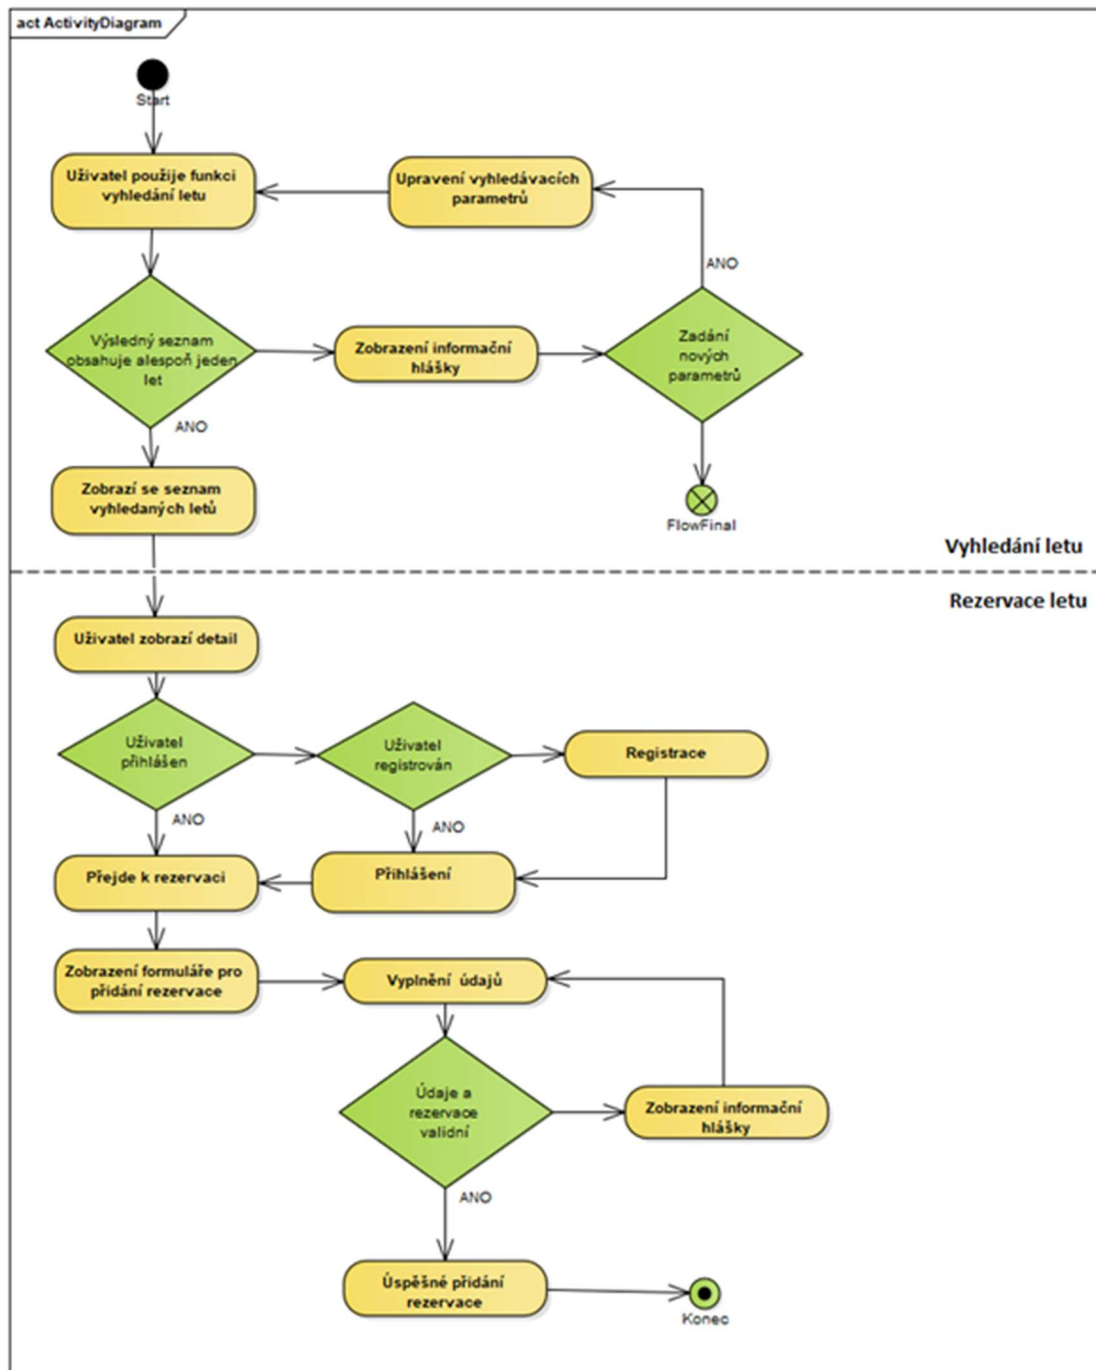 act ActivityDiagram
Start
Uživatel použije funkci
vyhledání letu
Upravení vyhledávacích
parametrů
ANO
Výsledný seznam
obsahuje alespoň jeden
let
Zobrazení informační
hlášky
Zadání
nových
parametrů
ANO
Zobrazí se seznam
vyhledaných letů
FlowFinal
Vyhledání letu
Rezervace letu
Uživatel zobrazí detail
Uživatel
přihlášen
Uživatel
registrován
Registrace
ANO
ANO
Přejde k rezervaci
Přihlášení
Zobrazení formuláře pro
přidání rezervace
Vyplnění údajů
Údaje a
rezervace
validní
Zobrazení informační
hlášky
ANO
Úspěšné přidání
rezervace
Konec